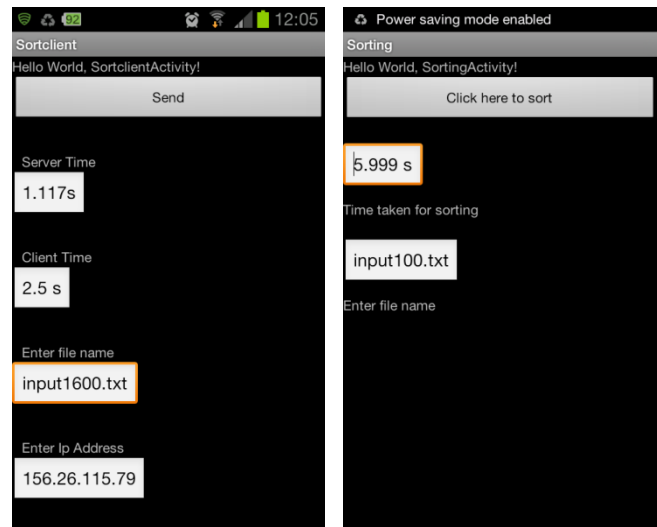 92 12:05
Sortclient
Hello World, SortclientActivity!
Send
Server Time
1.117s
Client Time
2.5 s
Enter file name
input1600.txt
Enter Ip Address
156.26.115.79
Power saving mode enabled
Sorting
Hello World, SortingActivity!
Click here to sort
5.999 s
Time taken for sorting
input100.txt
Enter file name